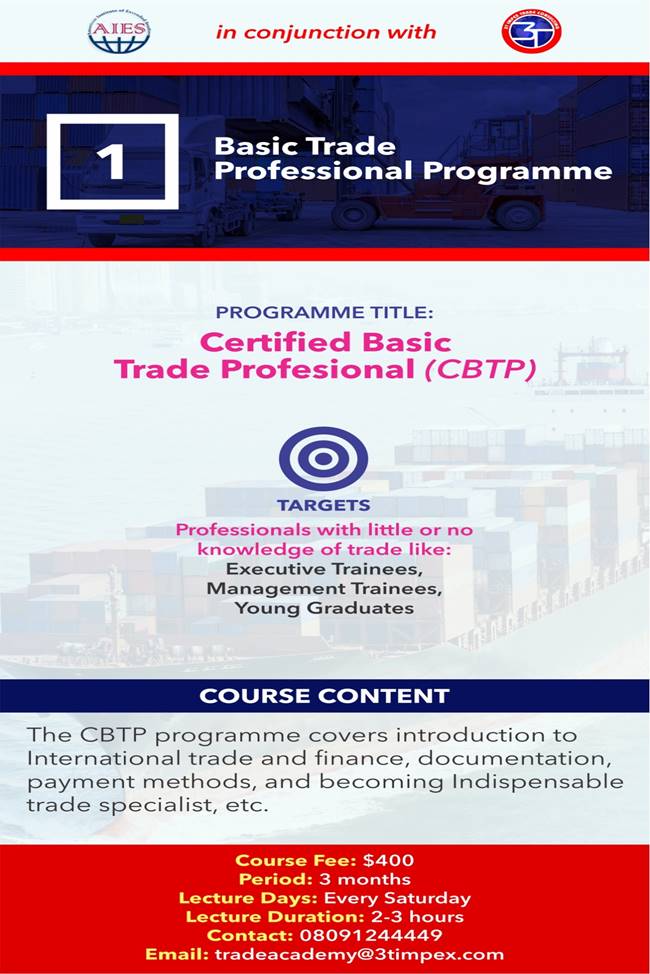 AIES
in conjunction with
3T
1
Basic Trade
Professional Programme
PROGRAMME TITLE:
Certified Basic
Trade Profesional (CBTP)
TARGETS
Professionals with little or no
knowledge of trade like:
Executive Trainees,
Management Trainees,
Young Graduates
COURSE CONTENT
The CBTP programme covers introduction to
International trade and finance, documentation,
payment methods, and becoming Indispensable
trade specialist, etc.
Course Fee: $400
Period: 3 months
Lecture Days: Every Saturday
Lecture Duration: 2-3 hours
Contact: 08091244449
Email: tradeacademy@3timpex.com